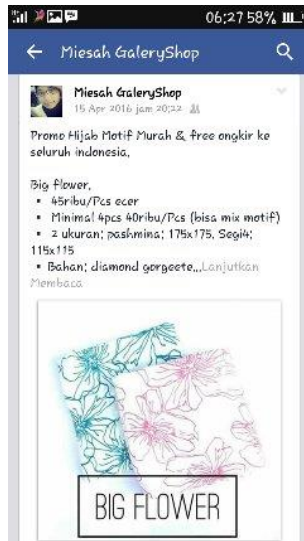 06:27 58%
Miesah GaleryShop
Miesah GaleryShop
15 Apr 2016 jam 20:22
Promo Hijab Motif Murah & free ongkir ke
seluruh indonesia,
Big flower,
▪ 45ribu/Pcs ecer
▪ Minimal 4pcs 40ribu/Pcs (bisa mix motif)
▪ 2 ukuran; pashmina; 175x175, Segi4;
115x115
▪ Bahan; diamond gorgeete,,,Lanjutkan
Membaca
BIG FLOWER